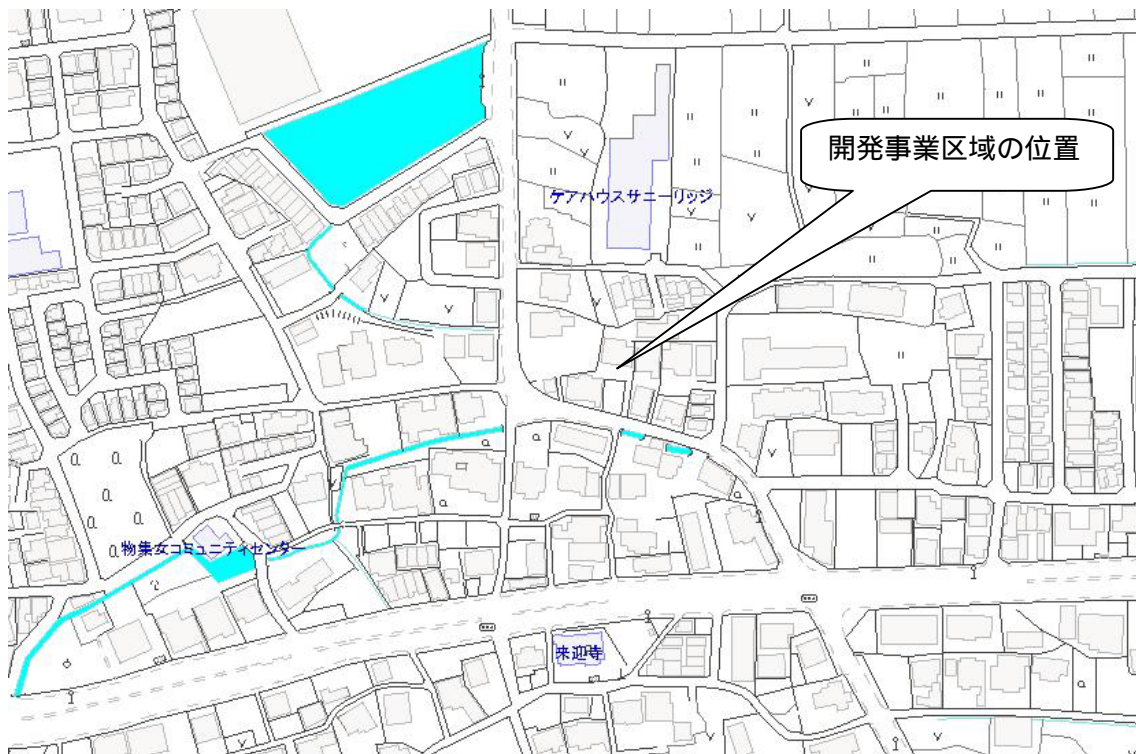 開発事業区域の位置
ケアハウスサニーリッジ
物集女コミュニティセンター
来迎寺